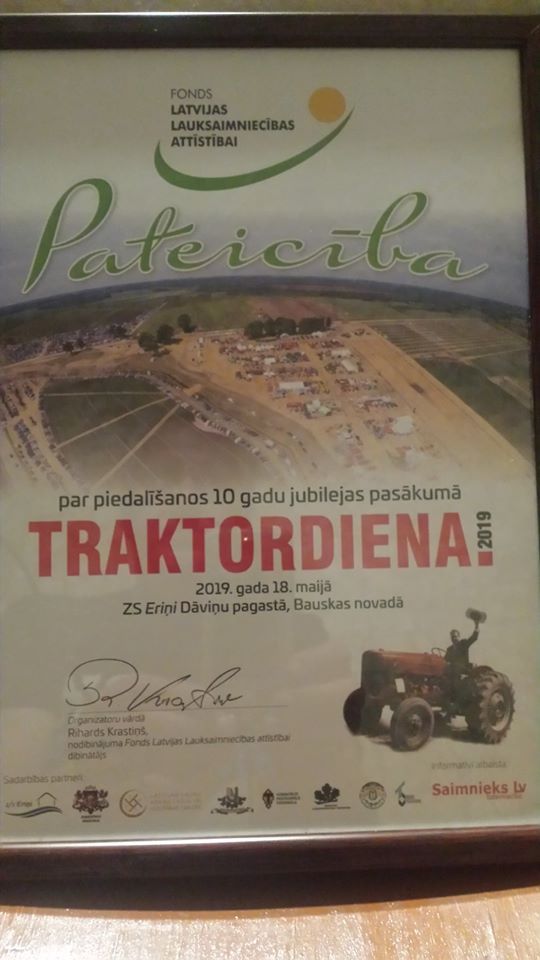 FONDS
LATVIJAS
LAUKSAIMNIECĪBAS
ATTĪSTĪBAI
Pateicība
par piedalīšanos 10 gadu jubilejas pasākumā
TRAKTORDIENA! 2019
2019. gada 18. maijā
ZS Eriņi Dāviņu pagastā, Bauskas novadā
Organizatoru vārdā
Rihards Krastiņš,
nodibinājuma Fonds Latvijas Lauksaimniecības attīstībai
dibinātājs
Sadarbības partneri:
Informatīvi atbalsta:
z/s Eriņi
Saimnieks LV